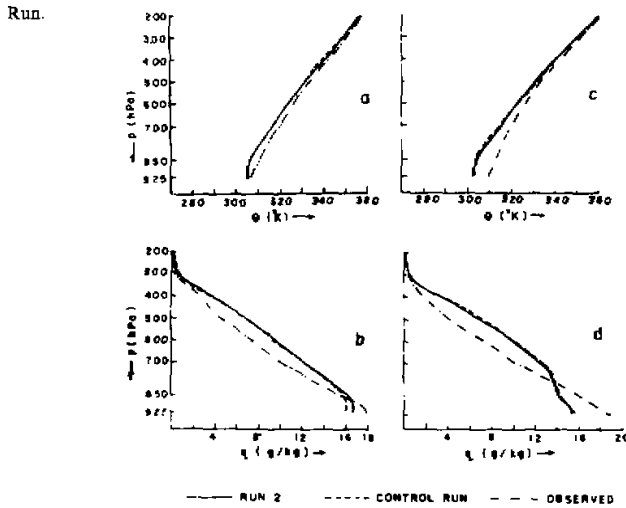 Run.
200
300
400
500
600
700
850
925
← P (hPa)
a
280 300 320 340 360
θ (°K) →
c
280 300 320 340 360
θ (°K) →
200
300
400
500
600
700
850
925
← P (hPa)
b
4 8 12 16 18
q (g/kg) →
d
4 8 12 16 20
q (g/kg) →
RUN 2 CONTROL RUN OBSERVED